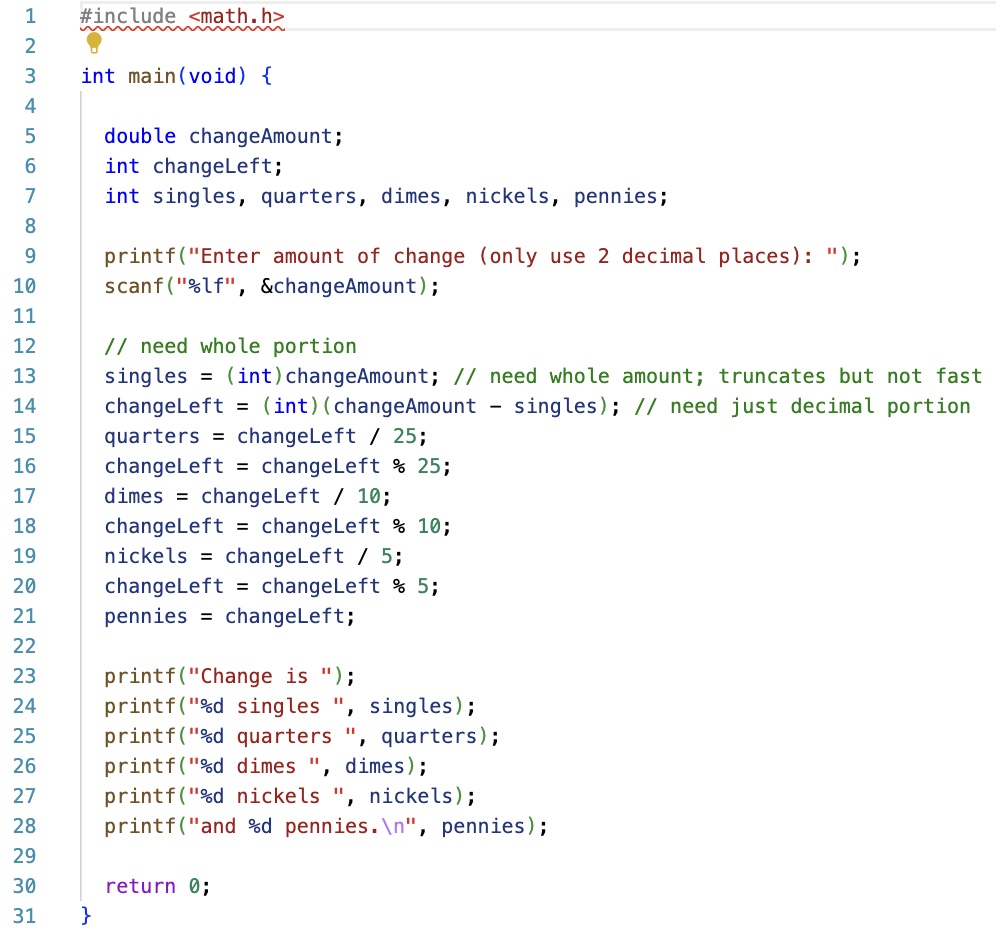 1 #include <math.h>
2
3 int main(void) {
4
5 double changeAmount;
6 int changeLeft;
7 int singles, quarters, dimes, nickels, pennies;
8
9 printf("Enter amount of change (only use 2 decimal places): ");
10 scanf("%lf", &changeAmount);
11
12 // need whole portion
13 singles = (int)changeAmount; // need whole amount; truncates but not fast
14 changeLeft = (int)(changeAmount - singles); // need just decimal portion
15 quarters = changeLeft / 25;
16 changeLeft = changeLeft % 25;
17 dimes = changeLeft / 10;
18 changeLeft = changeLeft % 10;
19 nickels = changeLeft / 5;
20 changeLeft = changeLeft % 5;
21 pennies = changeLeft;
22
23 printf("Change is ");
24 printf("%d singles ", singles);
25 printf("%d quarters ", quarters);
26 printf("%d dimes ", dimes);
27 printf("%d nickels ", nickels);
28 printf("and %d pennies.\n", pennies);
29
30 return 0;
31 }